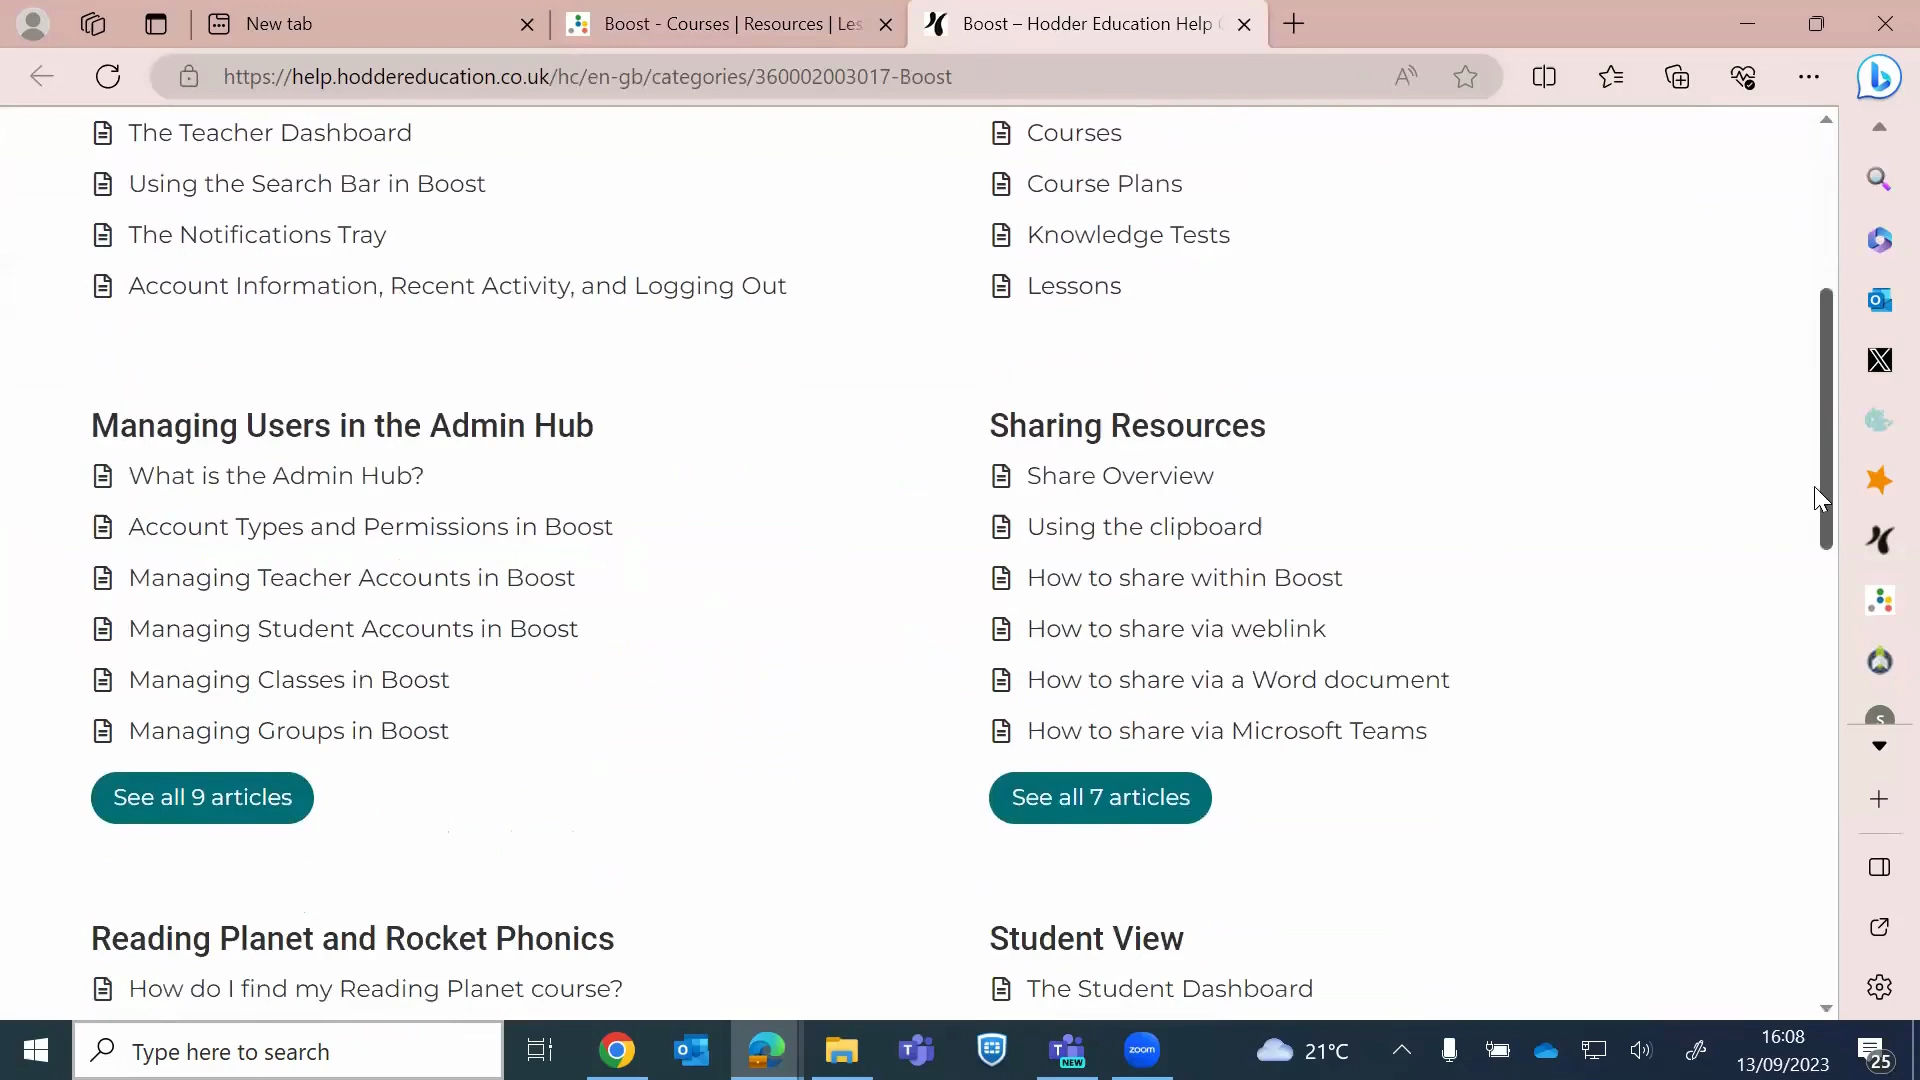 New tab
Boost - Courses | Resources | Les
Boost – Hodder Education Help
https://help.hoddereducation.co.uk/hc/en-gb/categories/360002003017-Boost
The Teacher Dashboard
Using the Search Bar in Boost
The Notifications Tray
Account Information, Recent Activity, and Logging Out
Courses
Course Plans
Knowledge Tests
Lessons
Managing Users in the Admin Hub
What is the Admin Hub?
Account Types and Permissions in Boost
Managing Teacher Accounts in Boost
Managing Student Accounts in Boost
Managing Classes in Boost
Managing Groups in Boost
See all 9 articles
Sharing Resources
Share Overview
Using the clipboard
How to share within Boost
How to share via weblink
How to share via a Word document
How to share via Microsoft Teams
See all 7 articles
Reading Planet and Rocket Phonics
How do I find my Reading Planet course?
Student View
The Student Dashboard
S
Type here to search
NEW
zoom
21°C
16:08
13/09/2023
25